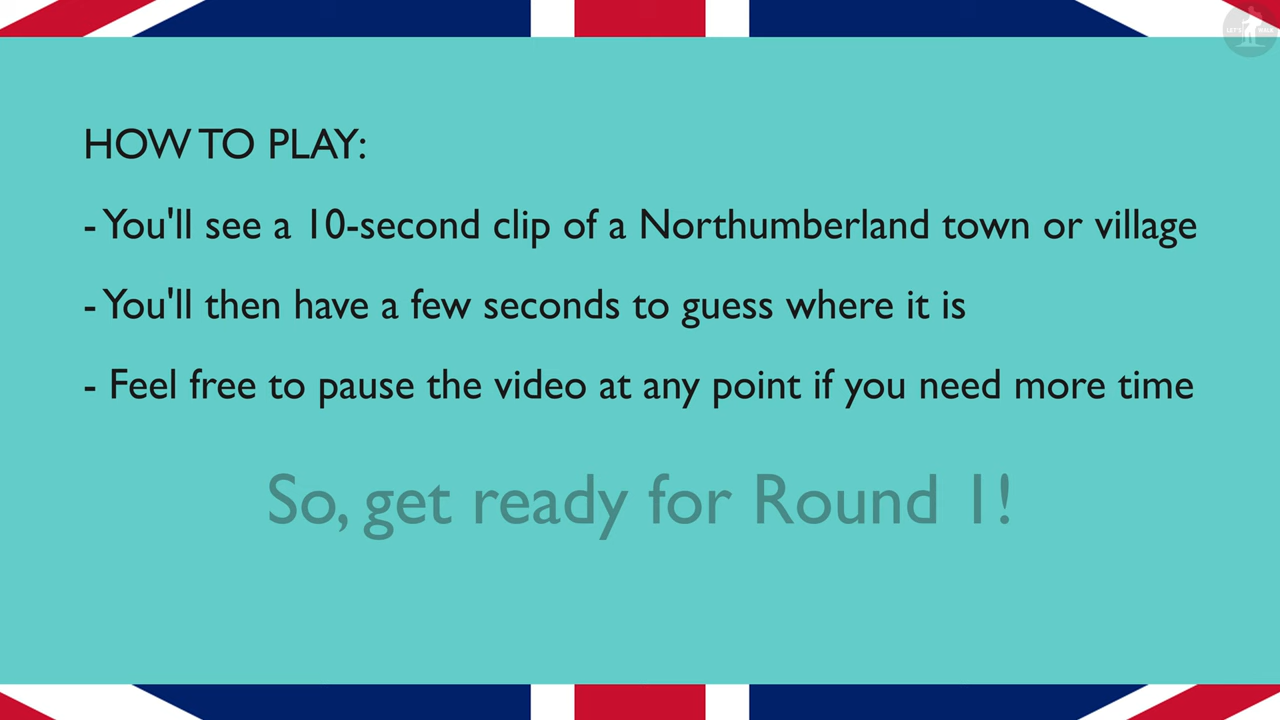 LET'S WALK
HOW TO PLAY:
- You'll see a 10-second clip of a Northumberland town or village
- You'll then have a few seconds to guess where it is
- Feel free to pause the video at any point if you need more time
So, get ready for Round 1!